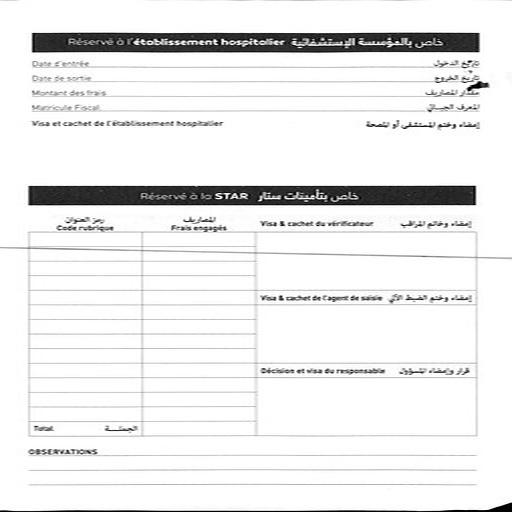 Réservé à l'établissement hospitalier خاص بالمؤسسة الإستشفائية
Date d'entrée تاريخ الدخول
Date de sortie تاريخ الخروج
Montant des frais مقدار المصاريف
Matricule Fiscal المعرف الجبائي
Visa et cachet de l'établissement hospitalier إمضاء وختم المستشفى أو المصحة
Réservé à la STAR خاص بتأمينات ستار
رمز العنوان المصاريف
Code rubrique Frais engagés Visa & cachet du vérificateur إمضاء وخاتم المراقب
Visa & cachet de l'agent de saisie إمضاء وختم الضبط الآلي
Décision et visa du responsable قرار وإمضاء المسؤول
Total الجملة
OBSERVATIONS